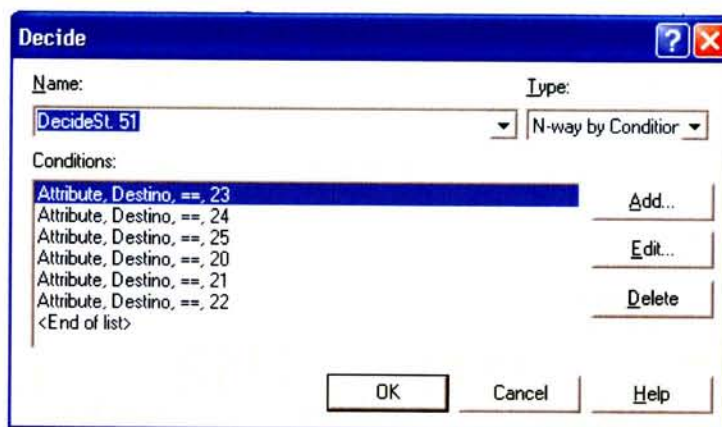 Decide
Name: Type:
DecideSt. 51 N-way by Condition
Conditions:
Attribute, Destino, ==, 23
Attribute, Destino, ==, 24
Attribute, Destino, ==, 25
Attribute, Destino, ==, 20
Attribute, Destino, ==, 21
Attribute, Destino, ==, 22
<End of list>
Add...
Edit...
Delete
OK Cancel Help